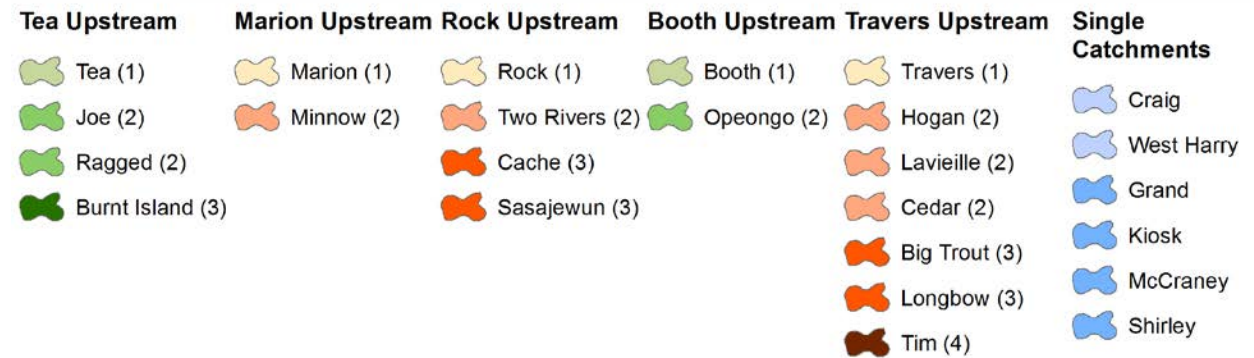 Tea Upstream
Tea (1)
Joe (2)
Ragged (2)
Burnt Island (3)
Marion Upstream
Marion (1)
Minnow (2)
Rock Upstream
Rock (1)
Two Rivers (2)
Cache (3)
Sasajewun (3)
Booth Upstream
Booth (1)
Opeongo (2)
Travers Upstream
Travers (1)
Hogan (2)
Lavieille (2)
Cedar (2)
Big Trout (3)
Longbow (3)
Tim (4)
Single
Catchments
Craig
West Harry
Grand
Kiosk
McCraney
Shirley